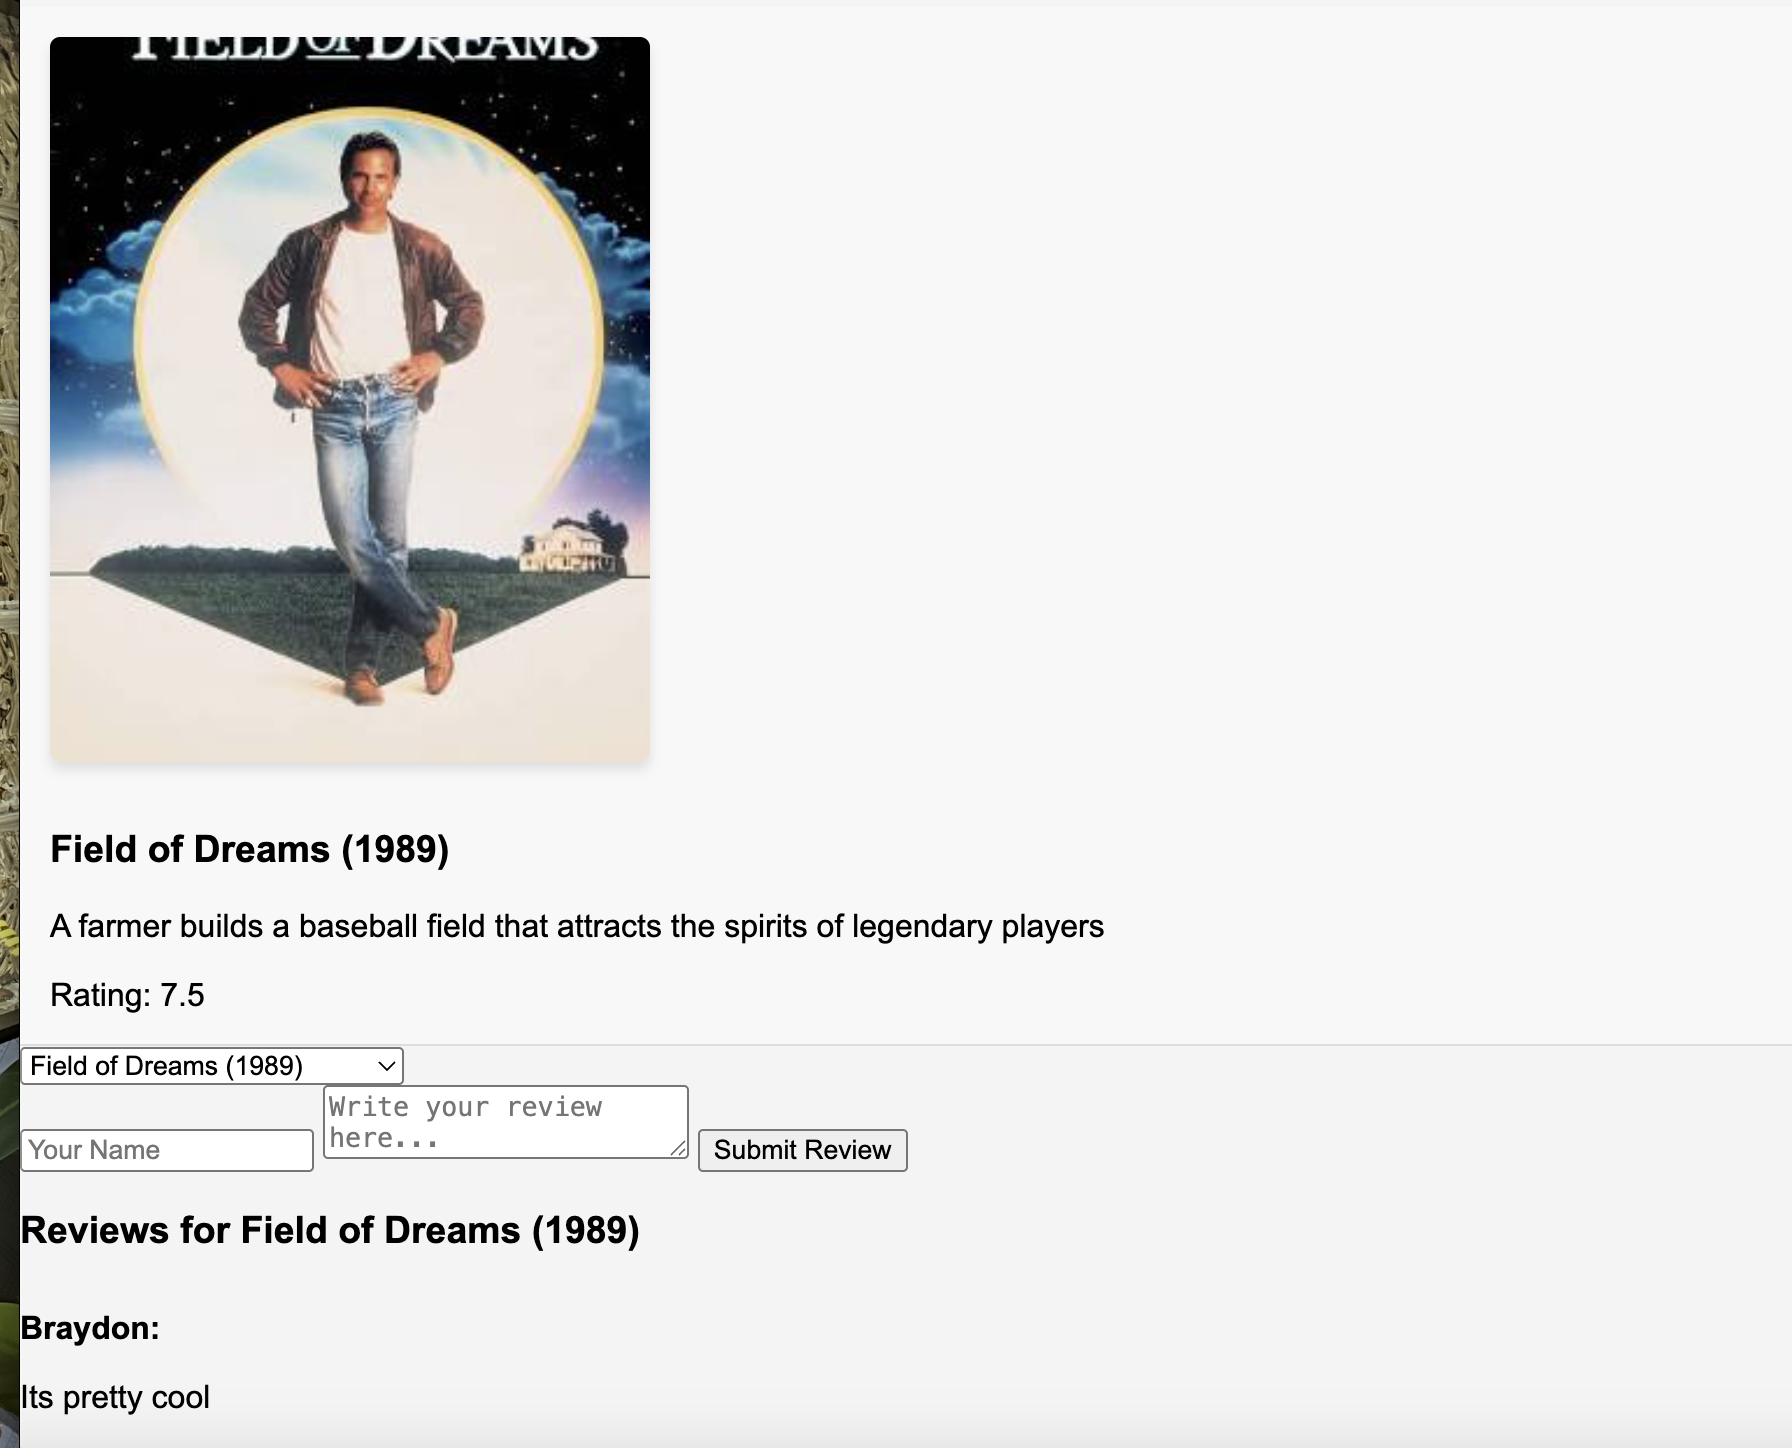 FIELD OF DREAMS
Field of Dreams (1989)
A farmer builds a baseball field that attracts the spirits of legendary players
Rating: 7.5
Field of Dreams (1989)
Your Name
Write your review
here...
Submit Review
Reviews for Field of Dreams (1989)
Braydon:
Its pretty cool